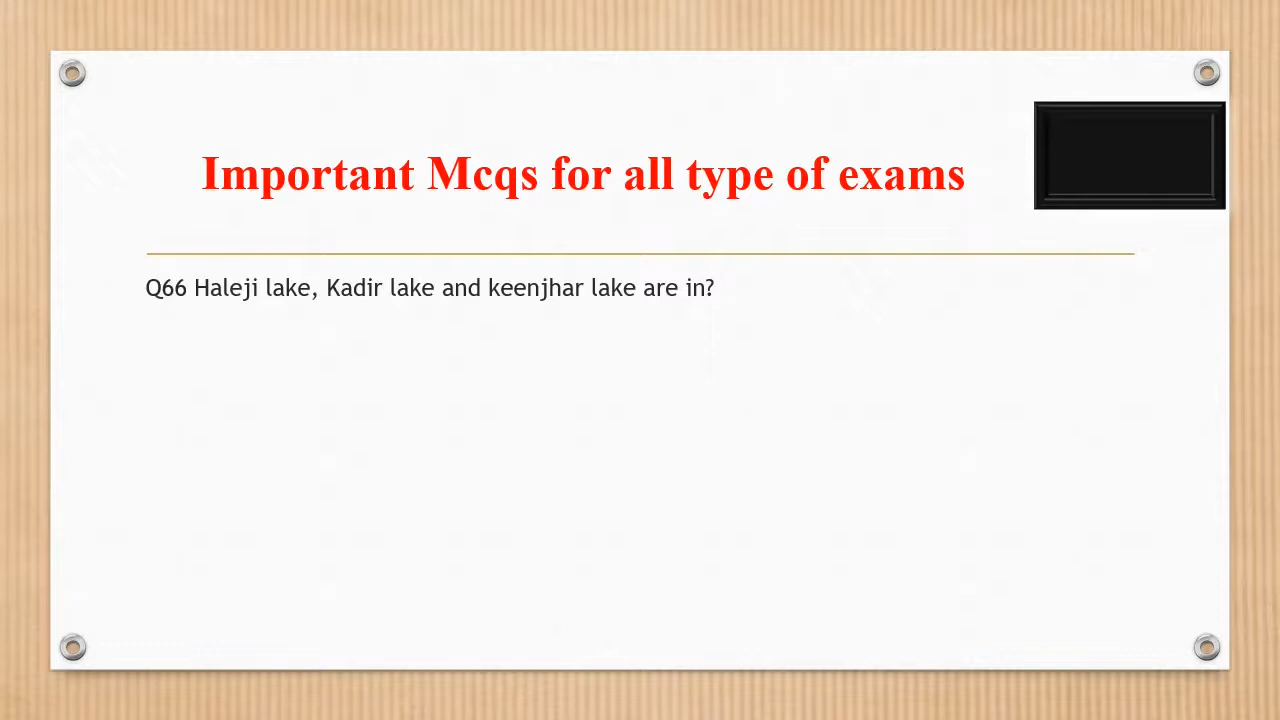 Important Mcqs for all type of exams
Q66 Haleji lake, Kadir lake and keenjhar lake are in?